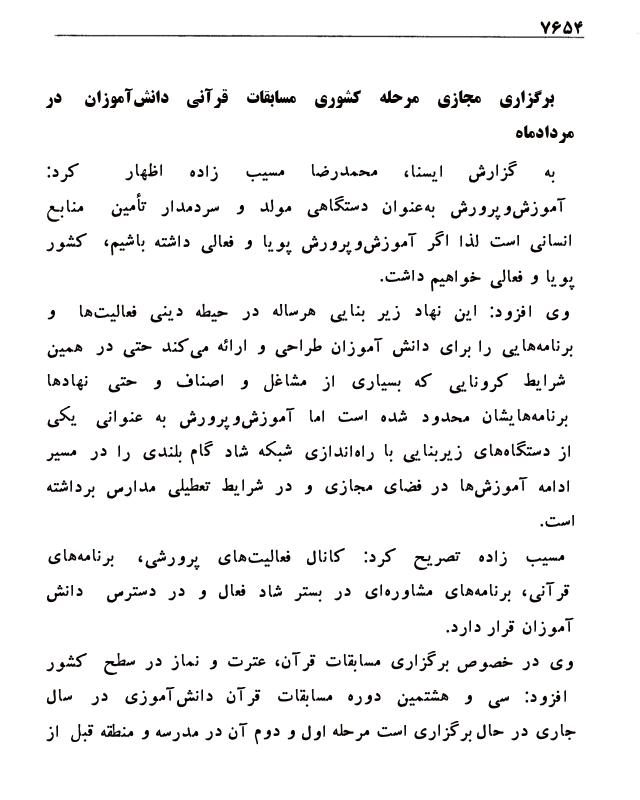 ۷۶۵۴
برگزاری مجازی مرحله کشوری مسابقات قرآنی دانش‌آموزان در
مردادماه
به گزارش ایسنا، محمدرضا مسیب زاده اظهار کرد:
آموزش‌وپرورش به‌عنوان دستگاهی مولد و سردمدار تأمین منابع
انسانی است لذا اگر آموزش‌وپرورش پویا و فعالی داشته باشیم، کشور
پویا و فعالی خواهیم داشت.
وی افزود: این نهاد زیر بنایی هرساله در حیطه دینی فعالیت‌ها و
برنامه‌هایی را برای دانش آموزان طراحی و ارائه می‌کند حتی در همین
شرایط کرونایی که بسیاری از مشاغل و اصناف و حتی نهادها
برنامه‌هایشان محدود شده است اما آموزش‌وپرورش به عنوانی یکی
از دستگاه‌های زیربنایی با راه‌اندازی شبکه شاد گام بلندی را در مسیر
ادامه آموزش‌ها در فضای مجازی و در شرایط تعطیلی مدارس برداشته
است.
مسیب زاده تصریح کرد: کانال فعالیت‌های پرورشی، برنامه‌های
قرآنی، برنامه‌های مشاوره‌ای در بستر شاد فعال و در دسترس دانش
آموزان قرار دارد.
وی در خصوص برگزاری مسابقات قرآن، عترت و نماز در سطح کشور
افزود: سی و هشتمین دوره مسابقات قرآن دانش‌آموزی در سال
جاری در حال برگزاری است مرحله اول و دوم آن در مدرسه و منطقه قبل از